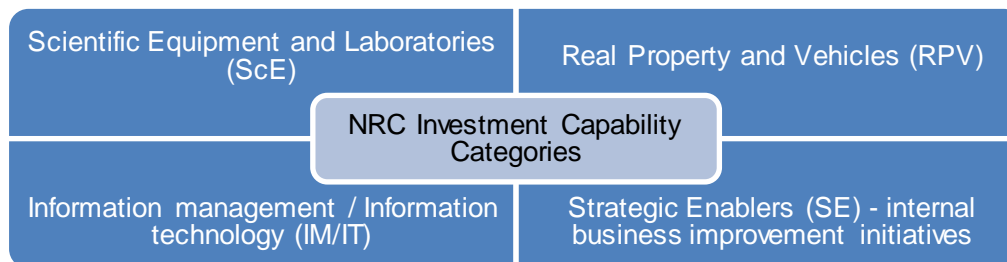 Scientific Equipment and Laboratories
(ScE)
Real Property and Vehicles (RPV)
NRC Investment Capability
Categories
Information management / Information
technology (IM/IT)
Strategic Enablers (SE) - internal
business improvement initiatives